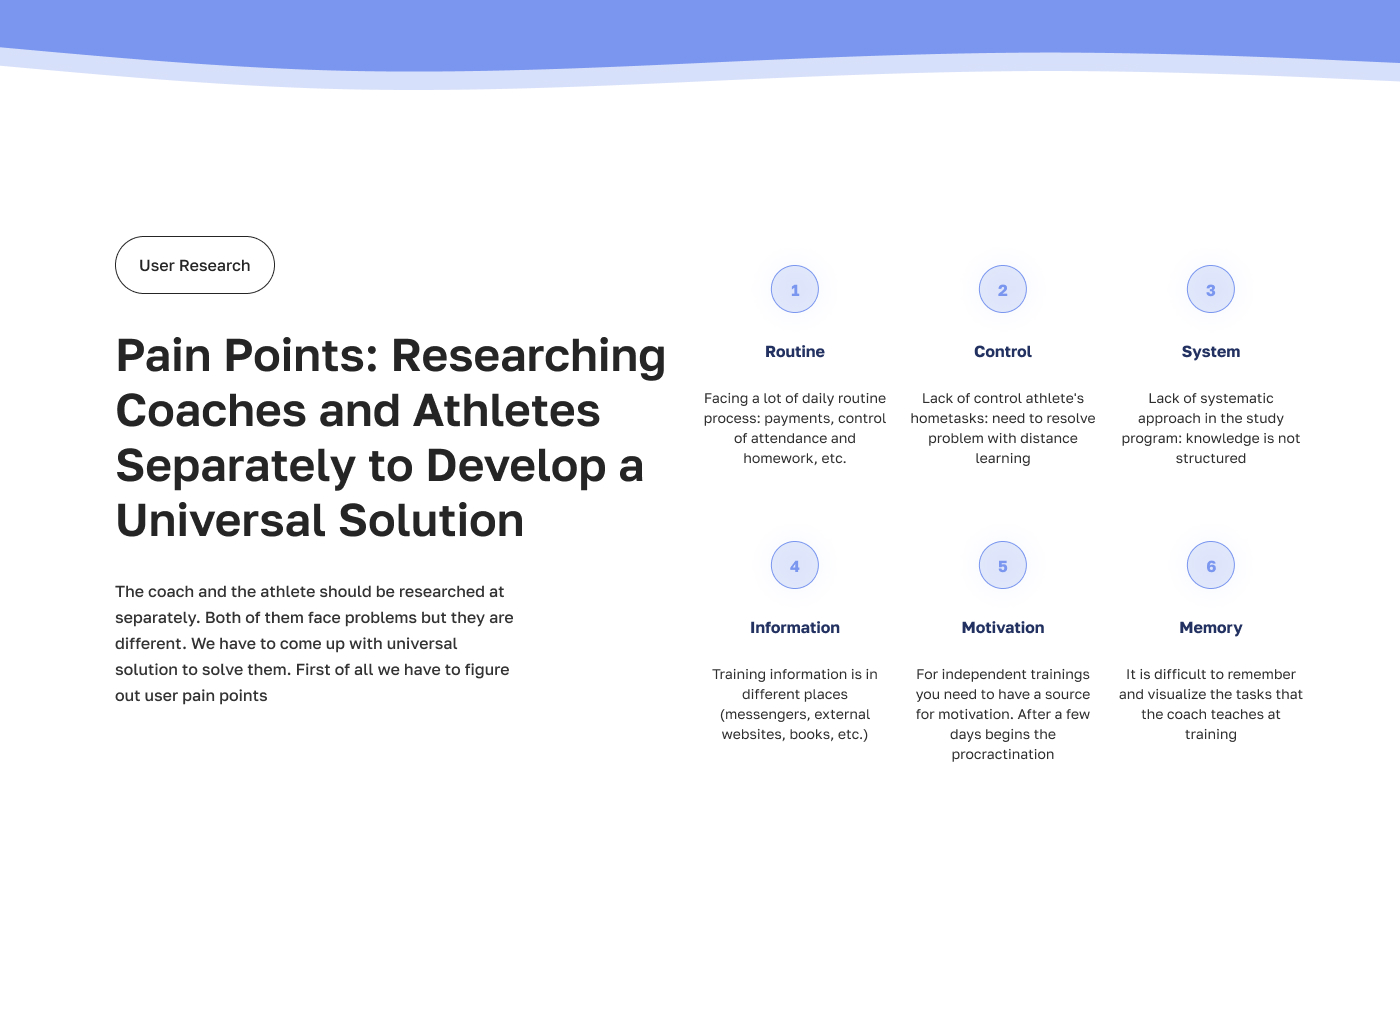 User Research
Pain Points: Researching
Coaches and Athletes
Separately to Develop a
Universal Solution
The coach and the athlete should be researched at
separately. Both of them face problems but they are
different. We have to come up with universal
solution to solve them. First of all we have to figure
out user pain points
1
Routine
Facing a lot of daily routine
process: payments, control
of attendance and
homework, etc.
2
Control
Lack of control athlete's
hometasks: need to resolve
problem with distance
learning
3
System
Lack of systematic
approach in the study
program: knowledge is not
structured
4
Information
Training information is in
different places
(messengers, external
websites, books, etc.)
5
Motivation
For independent trainings
you need to have a source
for motivation. After a few
days begins the
procractination
6
Memory
It is difficult to remember
and visualize the tasks that
the coach teaches at
training